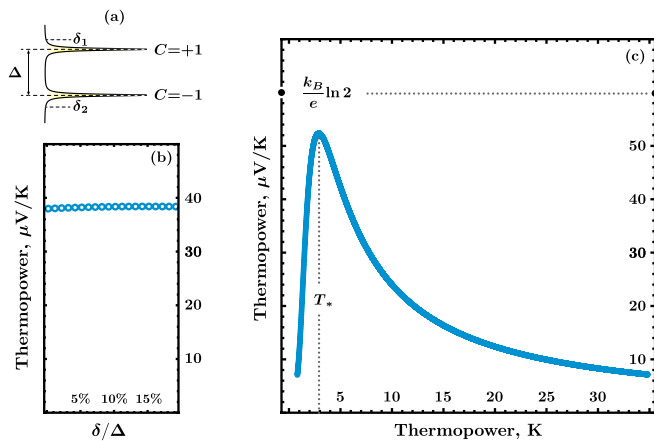 (a)
δ1
C=+1
Δ
C=−1
δ2
(b)
Thermopower, μV/K
40
30
20
10
5% 10% 15%
δ/Δ
(c)
kB/e ln 2
Thermopower, μV/K
50
40
30
20
10
T*
5 10 15 20 25 30
Thermopower, K